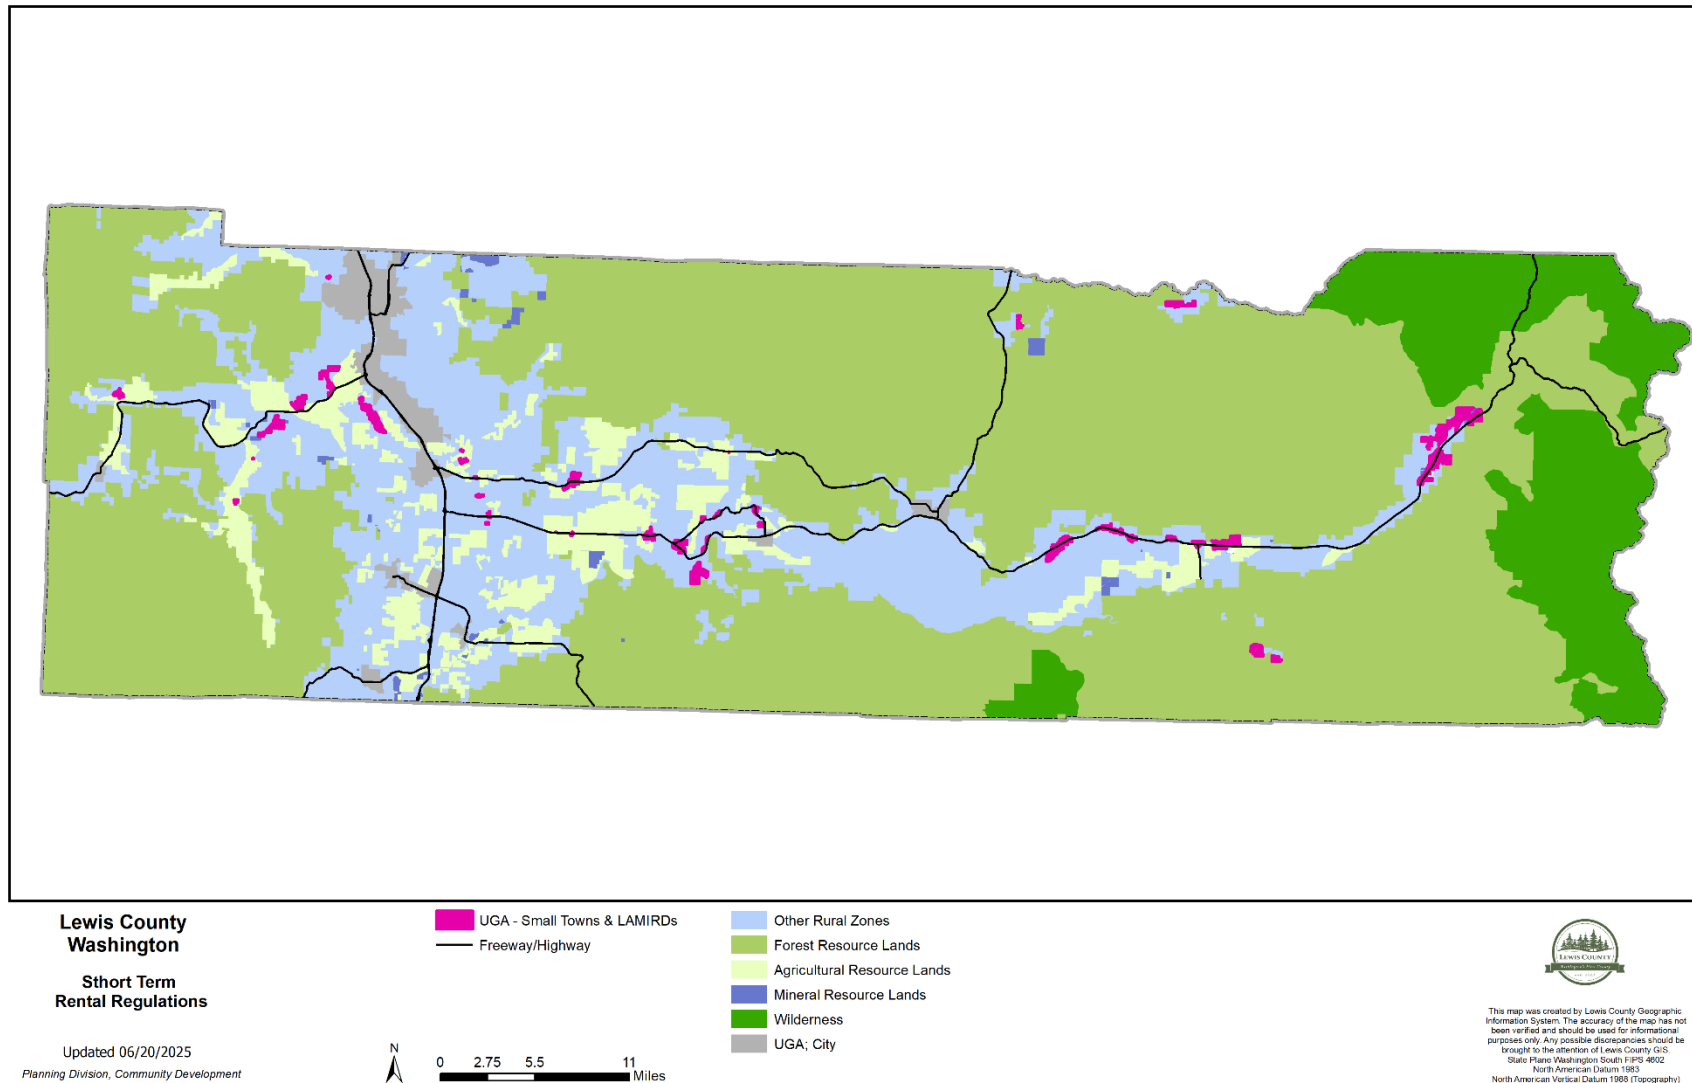 Lewis County
Washington
Sthort Term
Rental Regulations
Updated 06/20/2025
Planning Division, Community Development
UGA - Small Towns & LAMIRDs
Freeway/Highway
N
0 2.75 5.5 11
Miles
Other Rural Zones
Forest Resource Lands
Agricultural Resource Lands
Mineral Resource Lands
Wilderness
UGA; City
LEWIS COUNTY
This map was created by Lewis County Geographic
Information System. The accuracy of the map has not
been verified and should be used for informational
purposes only. Any possible discrepancies should be
brought to the attention of Lewis County GIS.
State Plane Washington South FIPS 4602
North American Datum 1983
North American Vertical Datum 1988 (Topography)